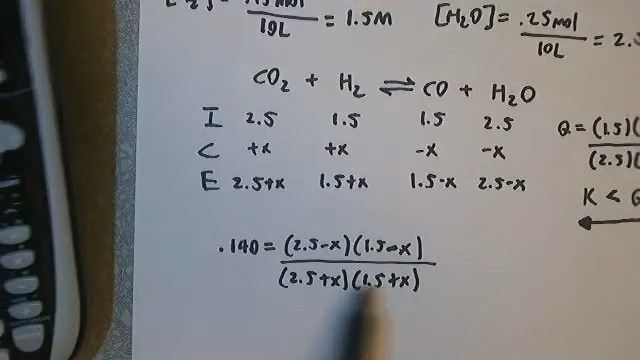 10L = 1.5M [H₂O] = .25mol
10L = 2.
CO₂ + H₂ ⇌ CO + H₂O
I 2.5 1.5 1.5 2.5
C +x +x -x -x
E 2.5+x 1.5+x 1.5-x 2.5-x
Q = (1.5)(
(2.5)(
K <
.140 = (2.5-x)(1.5-x)
(2.5+x)(1.5+x)